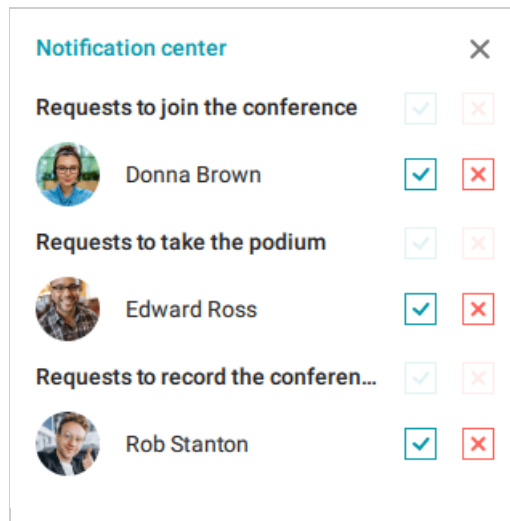 Notification center
Requests to join the conference
Donna Brown
Requests to take the podium
Edward Ross
Requests to record the conferen...
Rob Stanton